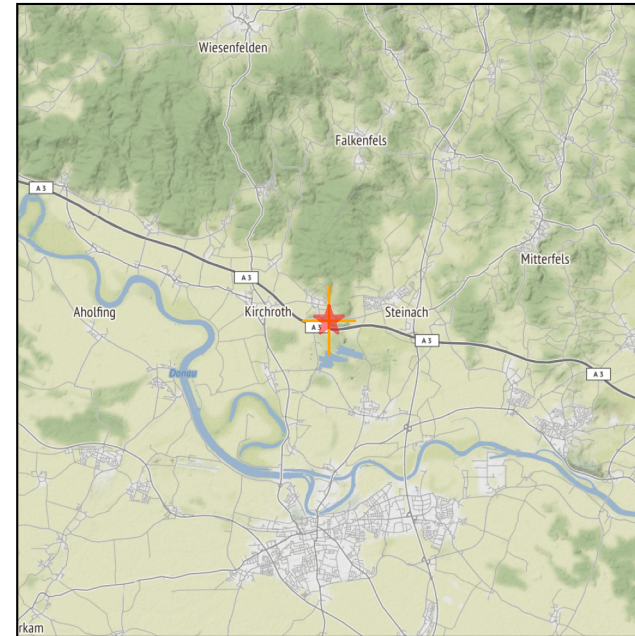 Wiesenfelden
Falkenfels
A 3
Mitterfels
A 3
Aholfing
Kirchroth
Steinach
A 3
A 3
Donau
A 3
rkam